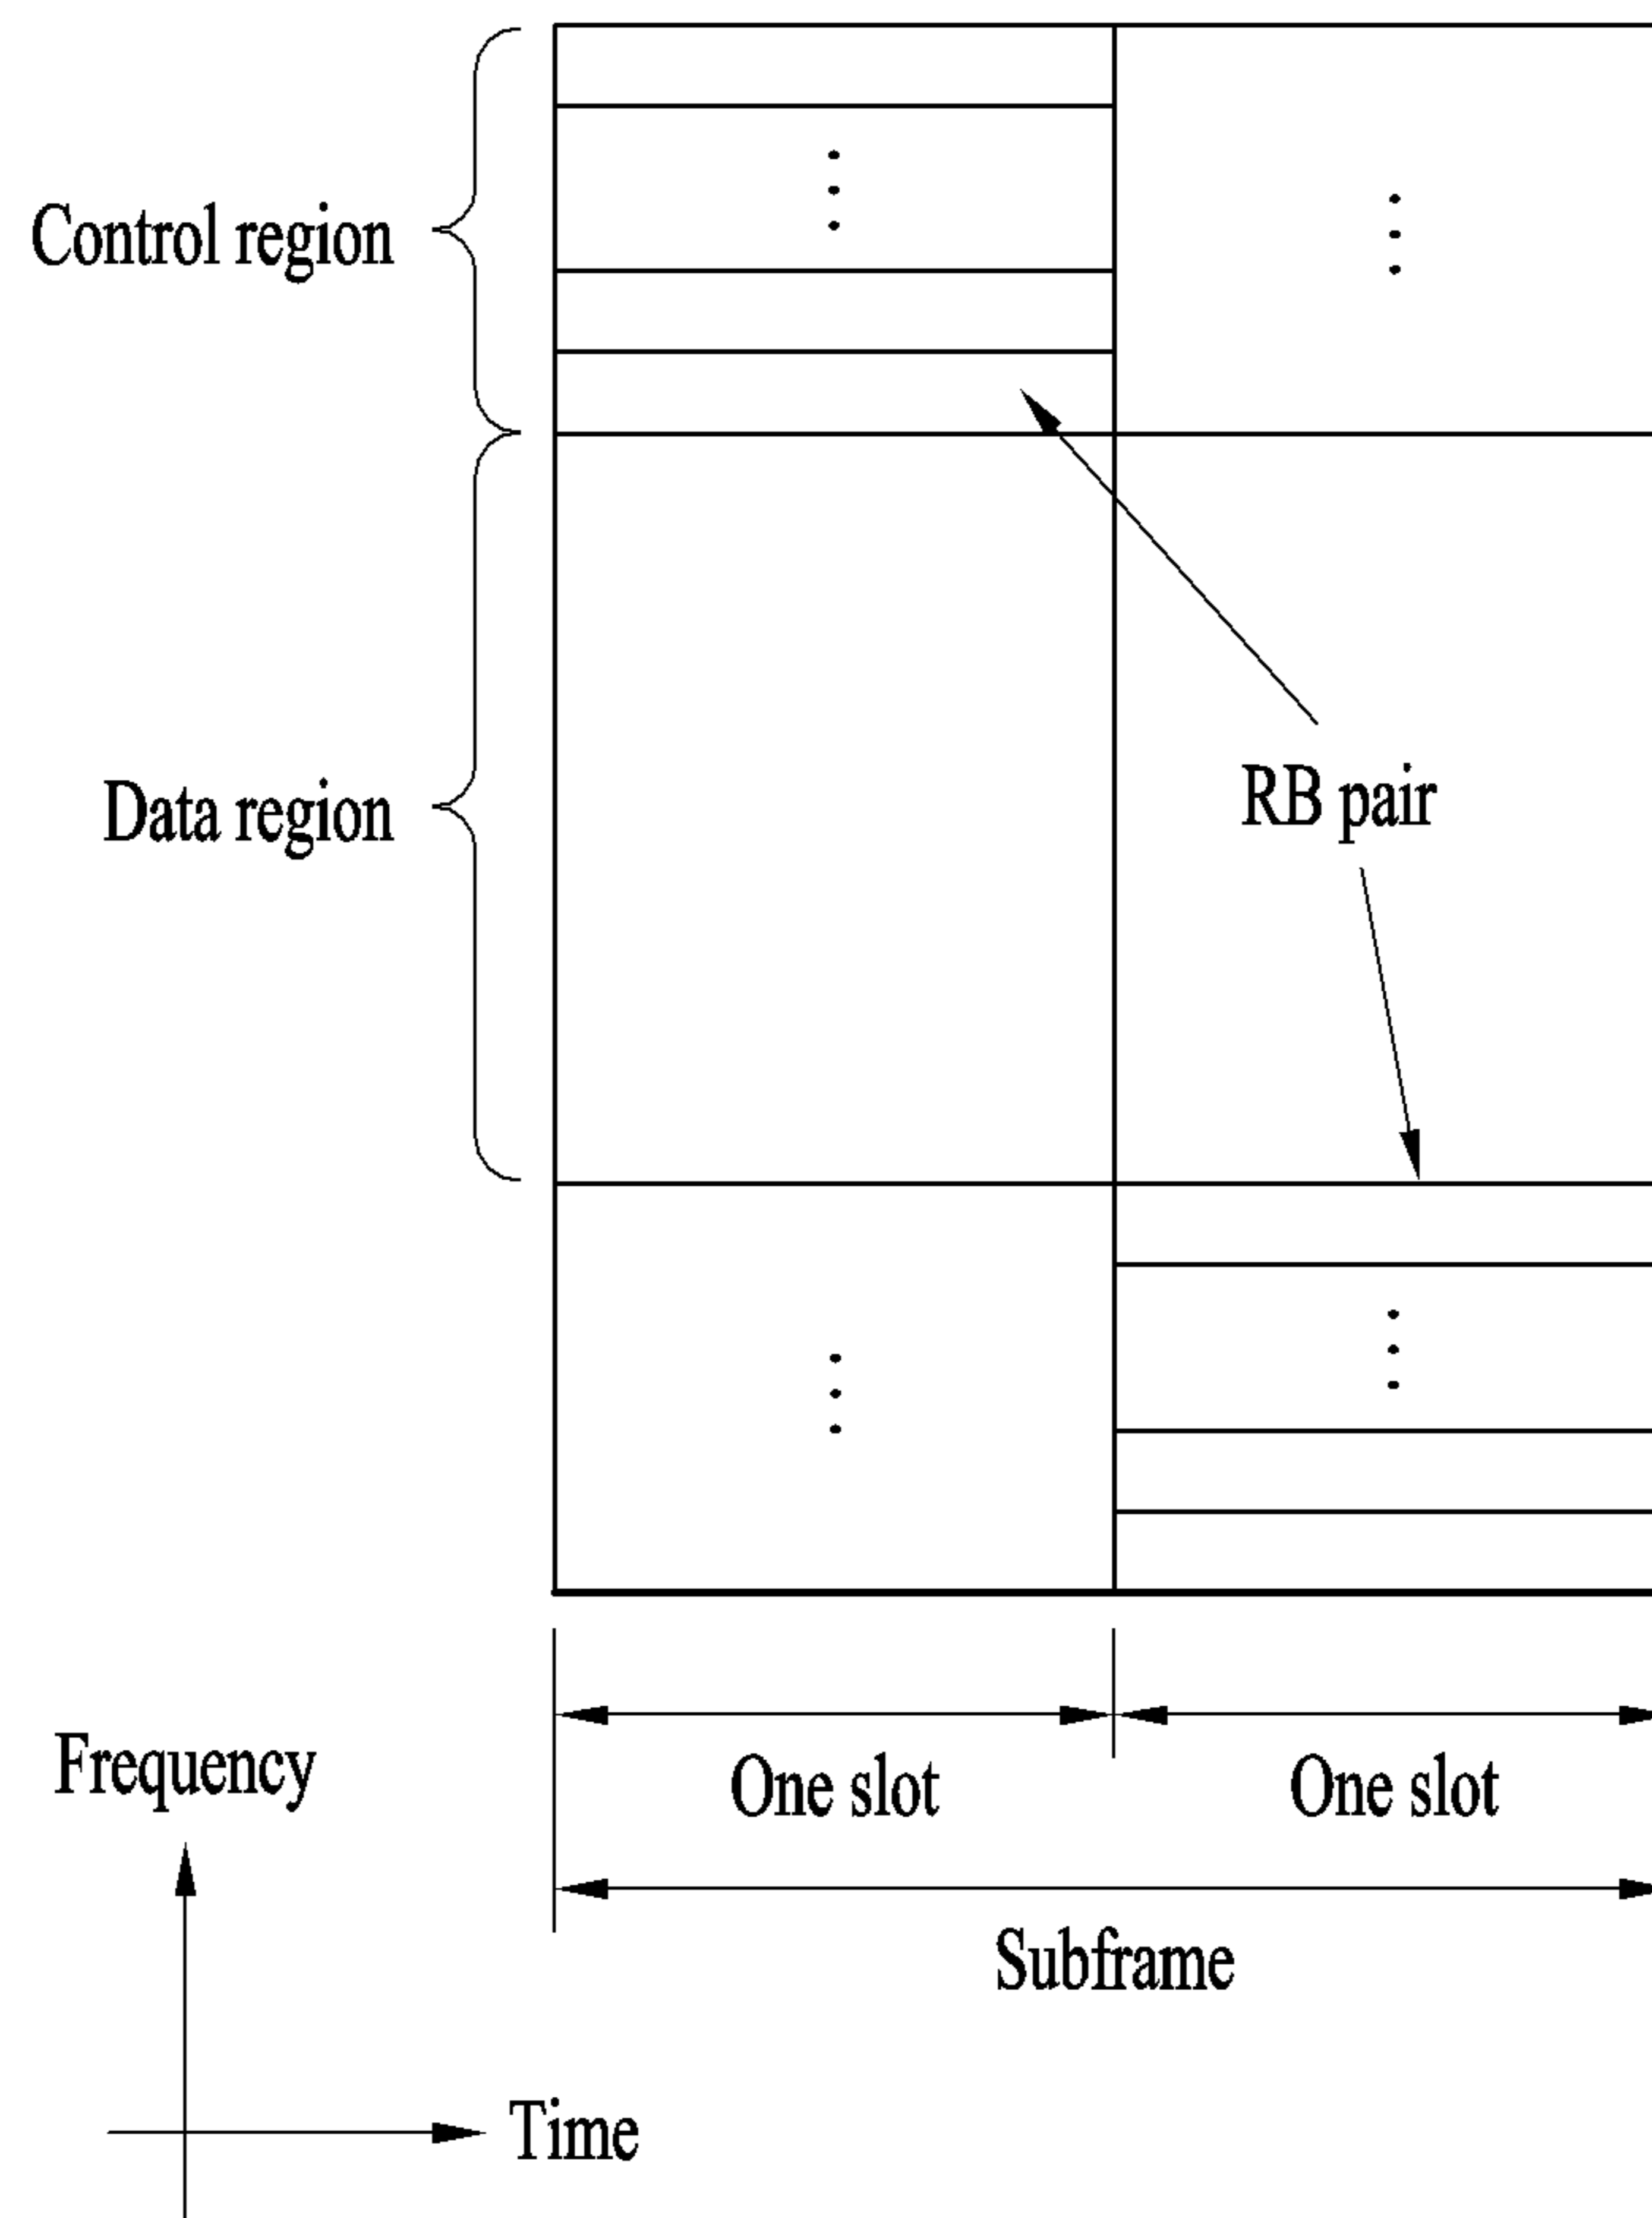 Control region
Data region
RB pair
Frequency
One slot
One slot
Subframe
Time